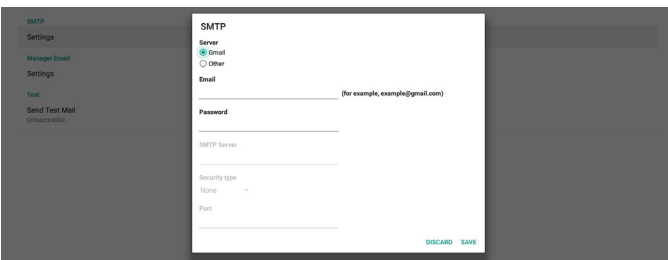 SMTP
Settings
Manager Email
Settings
Test
Send Test Mail
Unsuccessful
SMTP
Server
Gmail
Other
Email
(for example, example@gmail.com)
Password
SMTP Server
Security type
None
Port
DISCARD SAVE